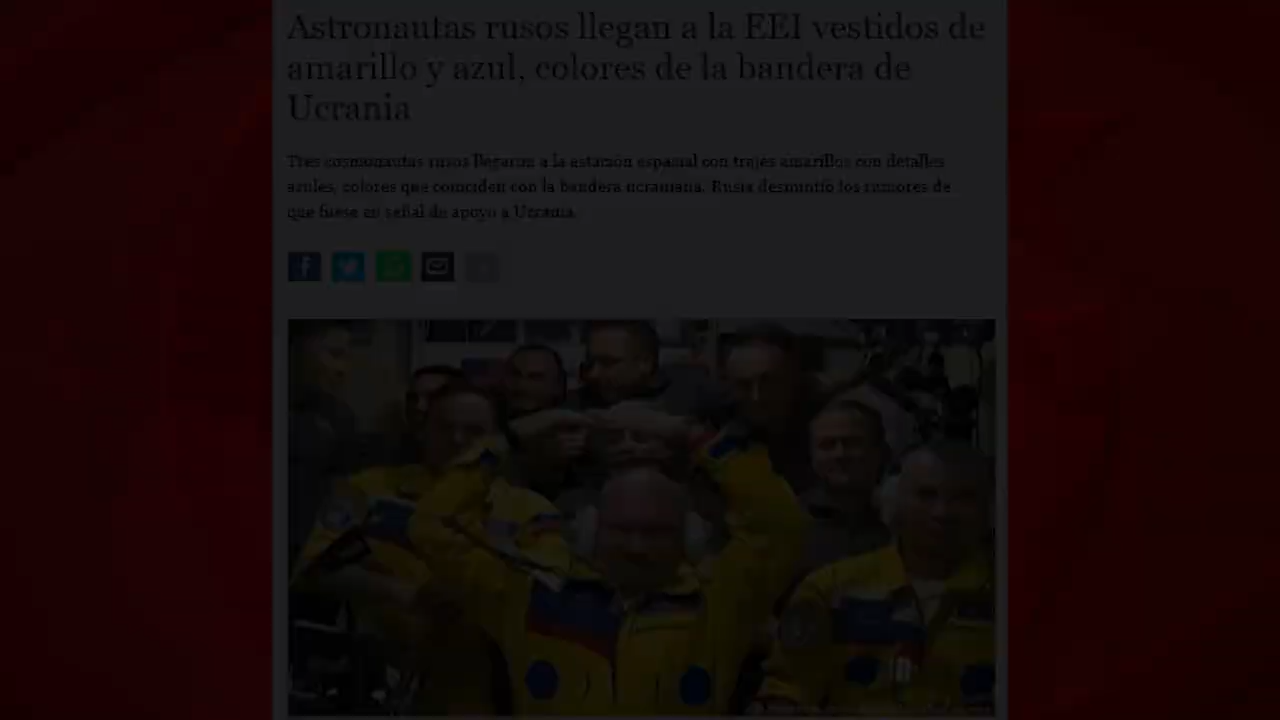 Astronautas rusos llegan a la EEI vestidos de
amarillo y azul, colores de la bandera de
Ucrania
Tres cosmonautas rusos llegaron a la estación espacial con trajes amarillos con detalles
azules, colores que coinciden con la bandera ucraniana. Rusia desmintió los rumores de
que fuese en señal de apoyo a Ucrania.